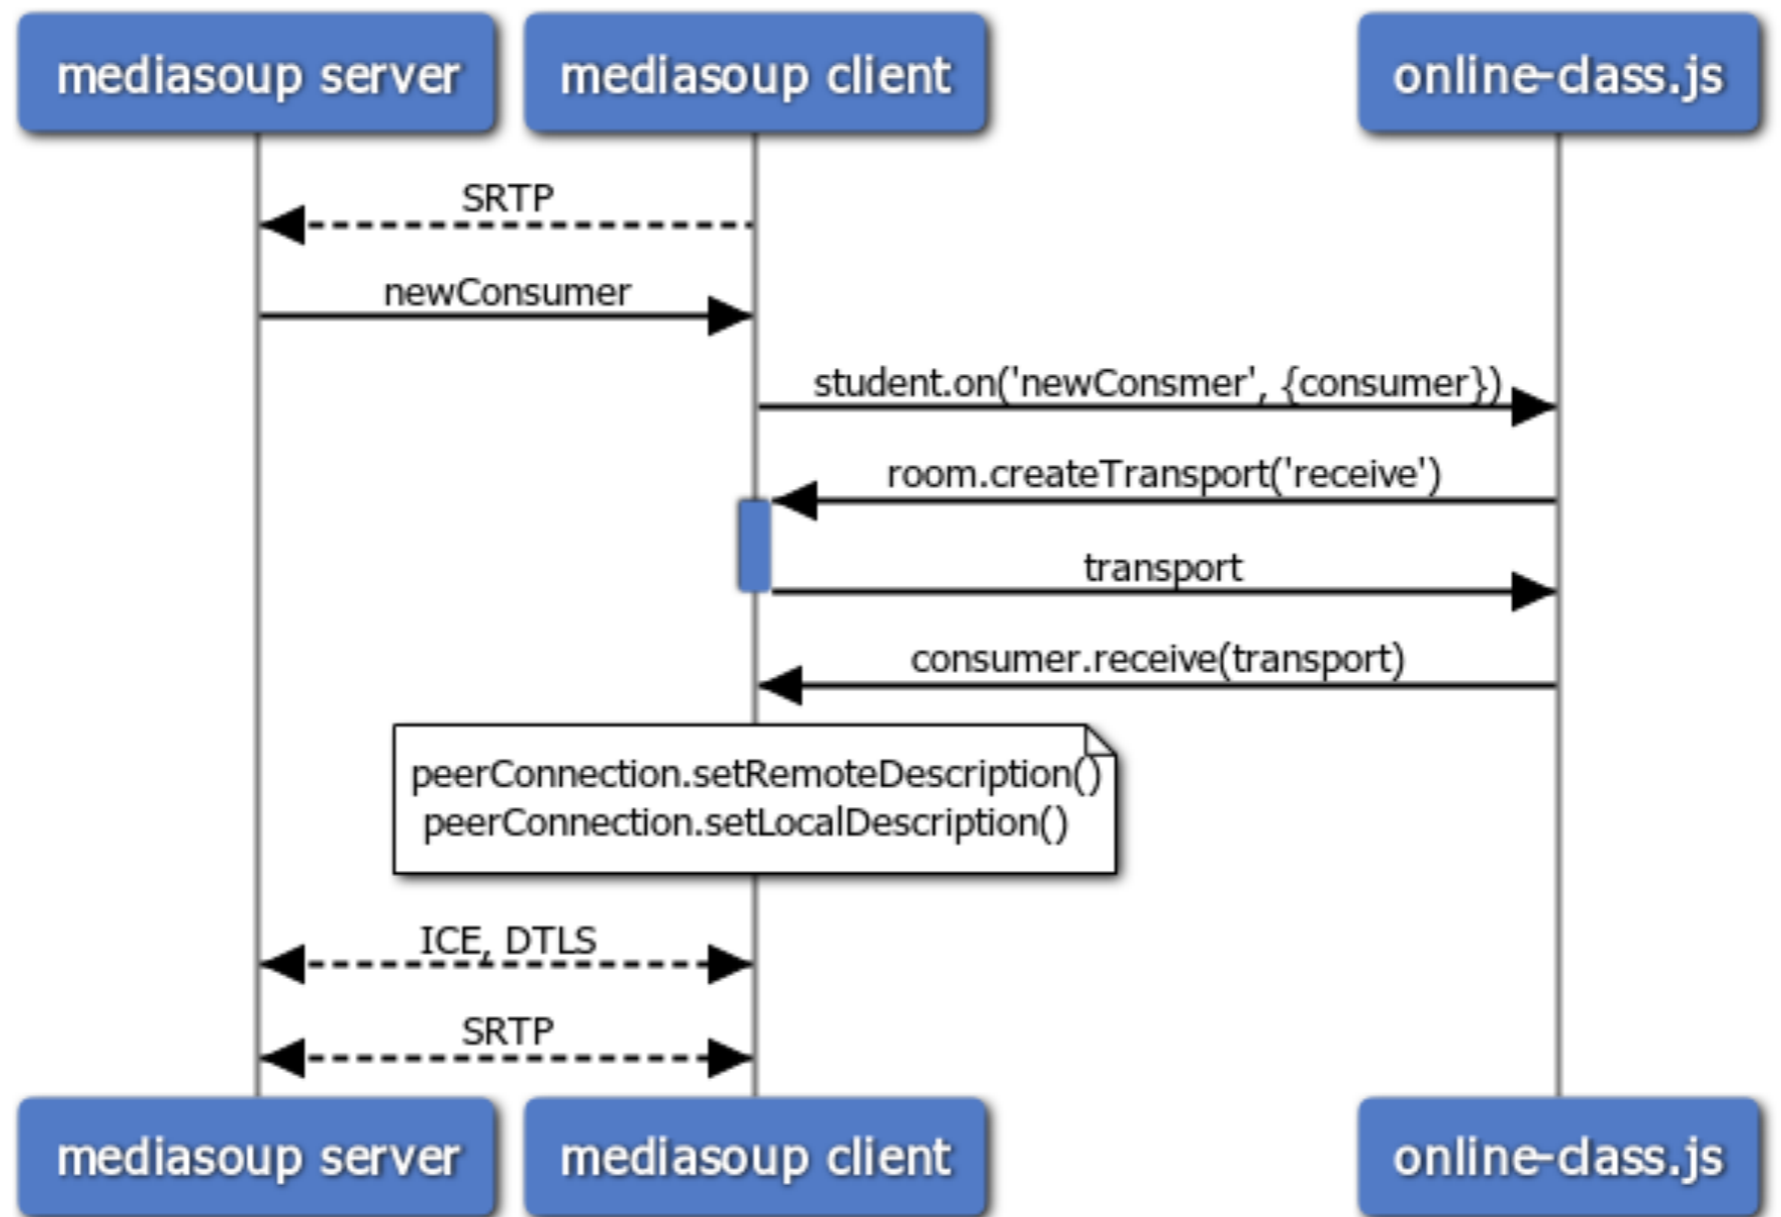 mediasoup server
mediasoup client
online-class.js
SRTP
newConsumer
student.on('newConsmer', {consumer})
room.createTransport('receive')
transport
consumer.receive(transport)
peerConnection.setRemoteDescription()
peerConnection.setLocalDescription()
ICE, DTLS
SRTP
mediasoup server
mediasoup client
online-class.js